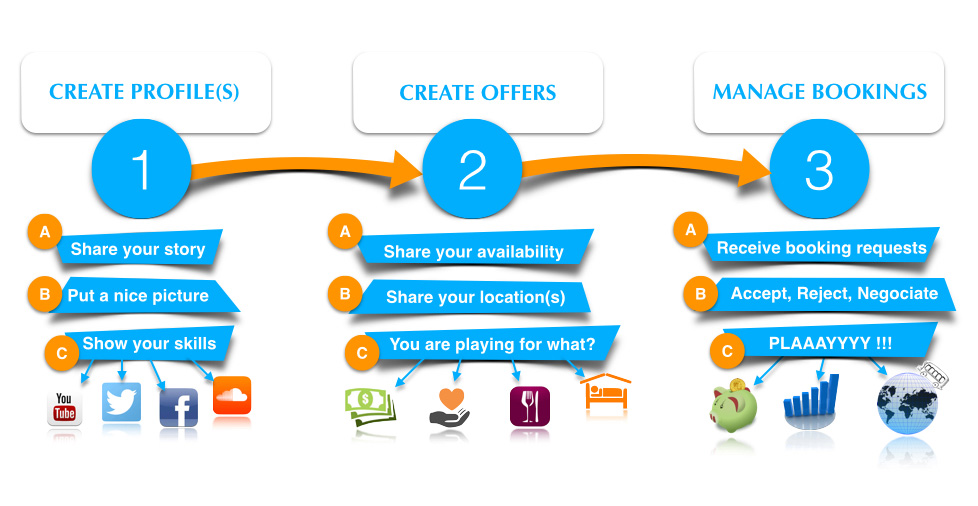 CREATE PROFILE(S)
1
A
Share your story
B
Put a nice picture
C
Show your skills
You
Tube
f
CREATE OFFERS
2
A
Share your availability
B
Share your location(s)
C
You are playing for what?
$
MANAGE BOOKINGS
3
A
Receive booking requests
B
Accept, Reject, Negociate
C
PLAAAYYYY !!!